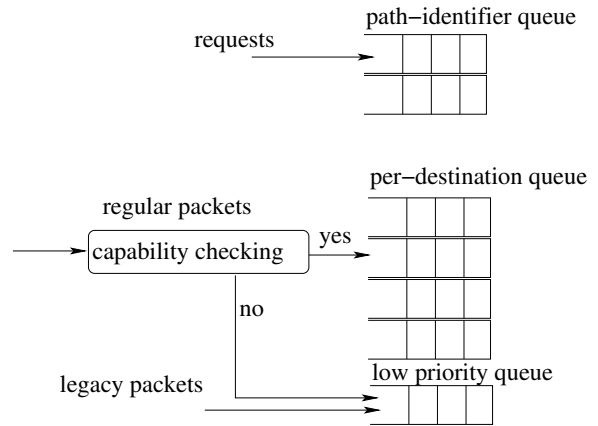 path−identifier queue
requests
per−destination queue
regular packets
yes
capability checking
no
low priority queue
legacy packets